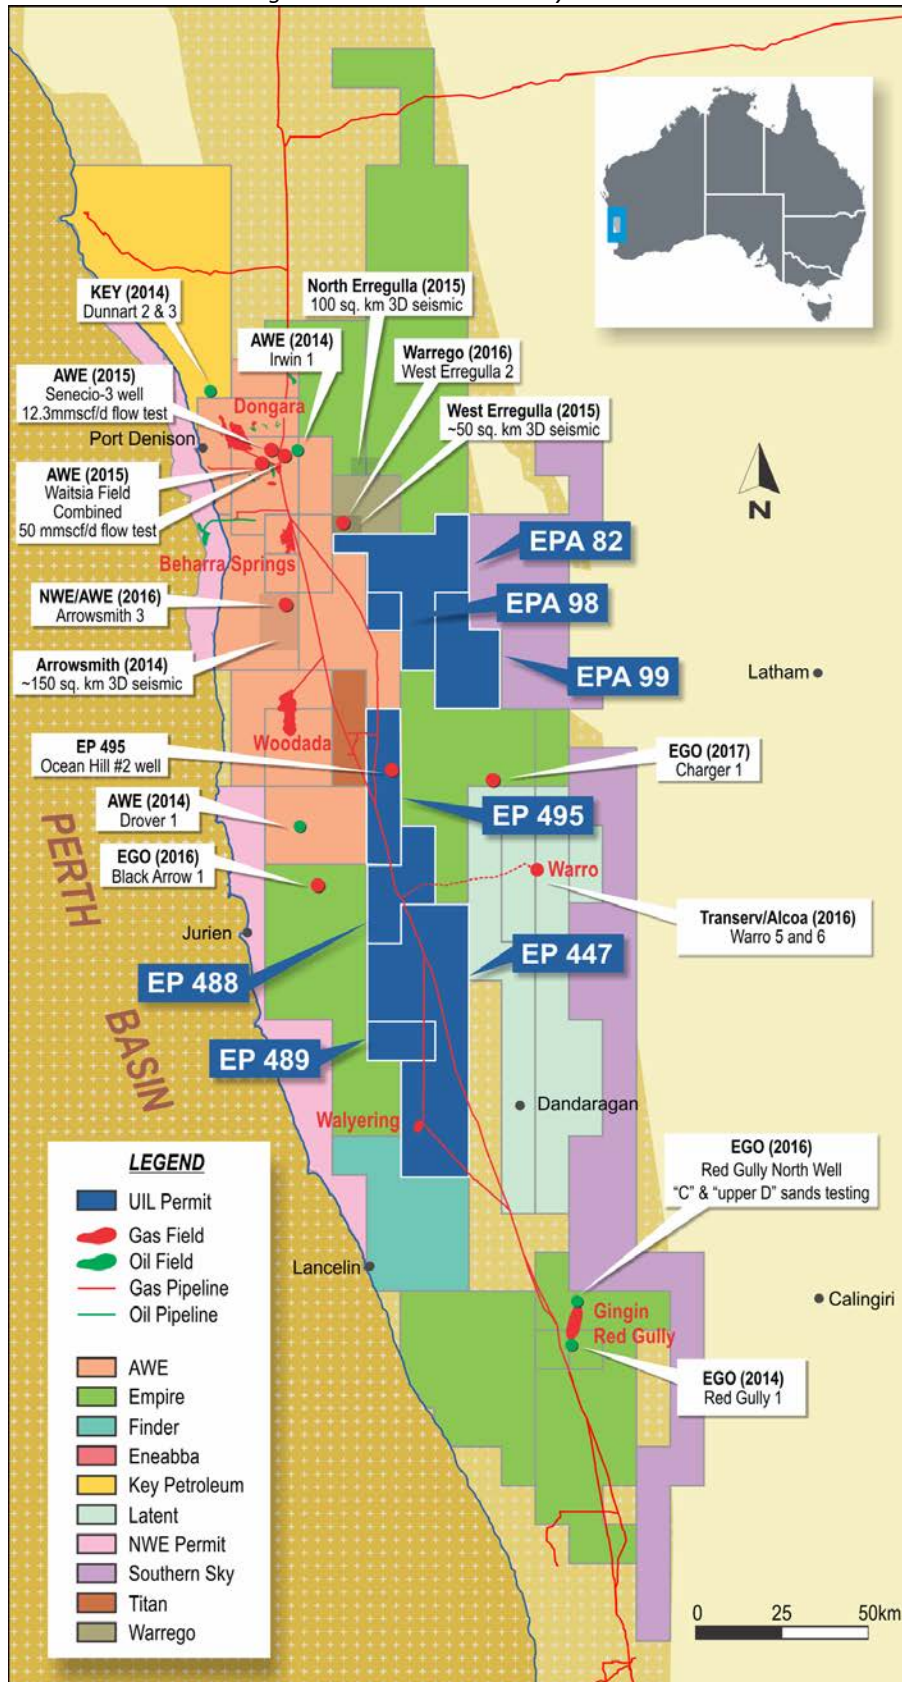 KEY (2014)
Dunnart 2 & 3
North Erregulla (2015)
100 sq. km 3D seismic
AWE (2014)
Irwin 1
Warrego (2016)
West Erregulla 2
AWE (2015)
Senecio-3 well
12.3mmscf/d flow test
Dongara
West Erregulla (2015)
~50 sq. km 3D seismic
Port Denison
AWE (2015)
Waitsia Field
Combined
50 mmscf/d flow test
N
EPA 82
Beharra Springs
NWE/AWE (2016)
Arrowsmith 3
EPA 98
Arrowsmith (2014)
~150 sq. km 3D seismic
EPA 99
Latham
Woodada
EP 495
Ocean Hill #2 well
EGO (2017)
Charger 1
AWE (2014)
Drover 1
EP 495
EGO (2016)
Black Arrow 1
Warro
PERTH
BASIN
Transerv/Alcoa (2016)
Warro 5 and 6
Jurien
EP 447
EP 488
EP 489
Dandaragan
Walyering
EGO (2016)
Red Gully North Well
“C” & “upper D” sands testing
Lancelin
Calingiri
Gingin
Red Gully
EGO (2014)
Red Gully 1
LEGEND
UIL Permit
Gas Field
Oil Field
Gas Pipeline
Oil Pipeline
AWE
Empire
Finder
Eneabba
Key Petroleum
Latent
NWE Permit
Southern Sky
Titan
Warrego
0 25 50km